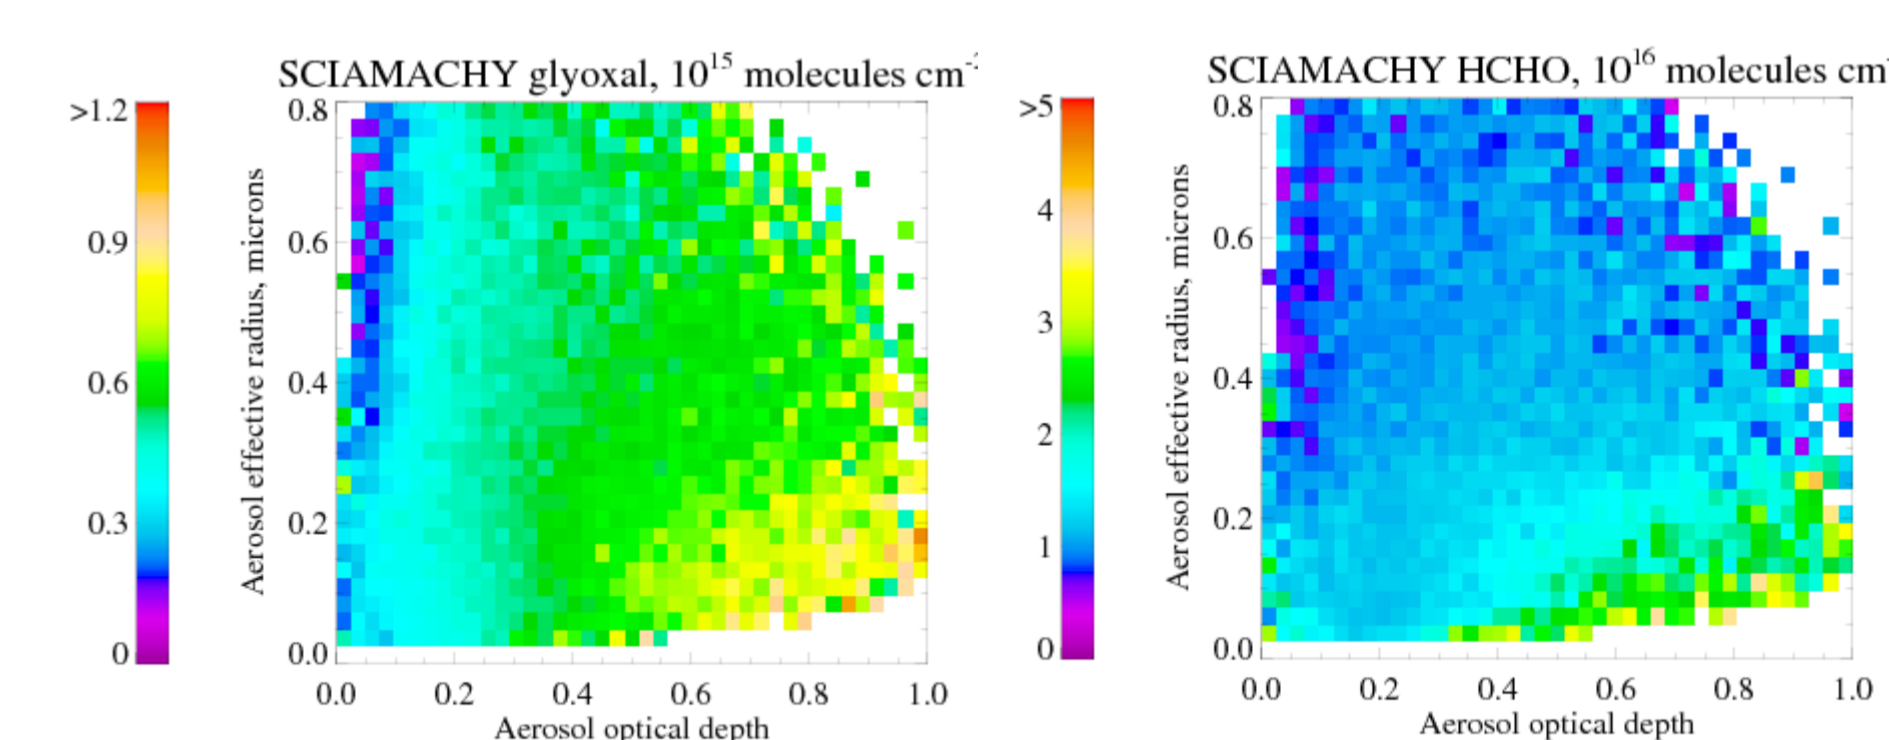 SCIAMACHY glyoxal, 10¹⁵ molecules cm⁻
>1.2
0.9
0.6
0.3
0
Aerosol effective radius, microns
0.8
0.6
0.4
0.2
0.0
0.0 0.2 0.4 0.6 0.8 1.0
Aerosol optical depth
SCIAMACHY HCHO, 10¹⁶ molecules cm
>5
4
3
2
1
0
Aerosol effective radius, microns
0.8
0.6
0.4
0.2
0.0
0.0 0.2 0.4 0.6 0.8 1.0
Aerosol optical depth